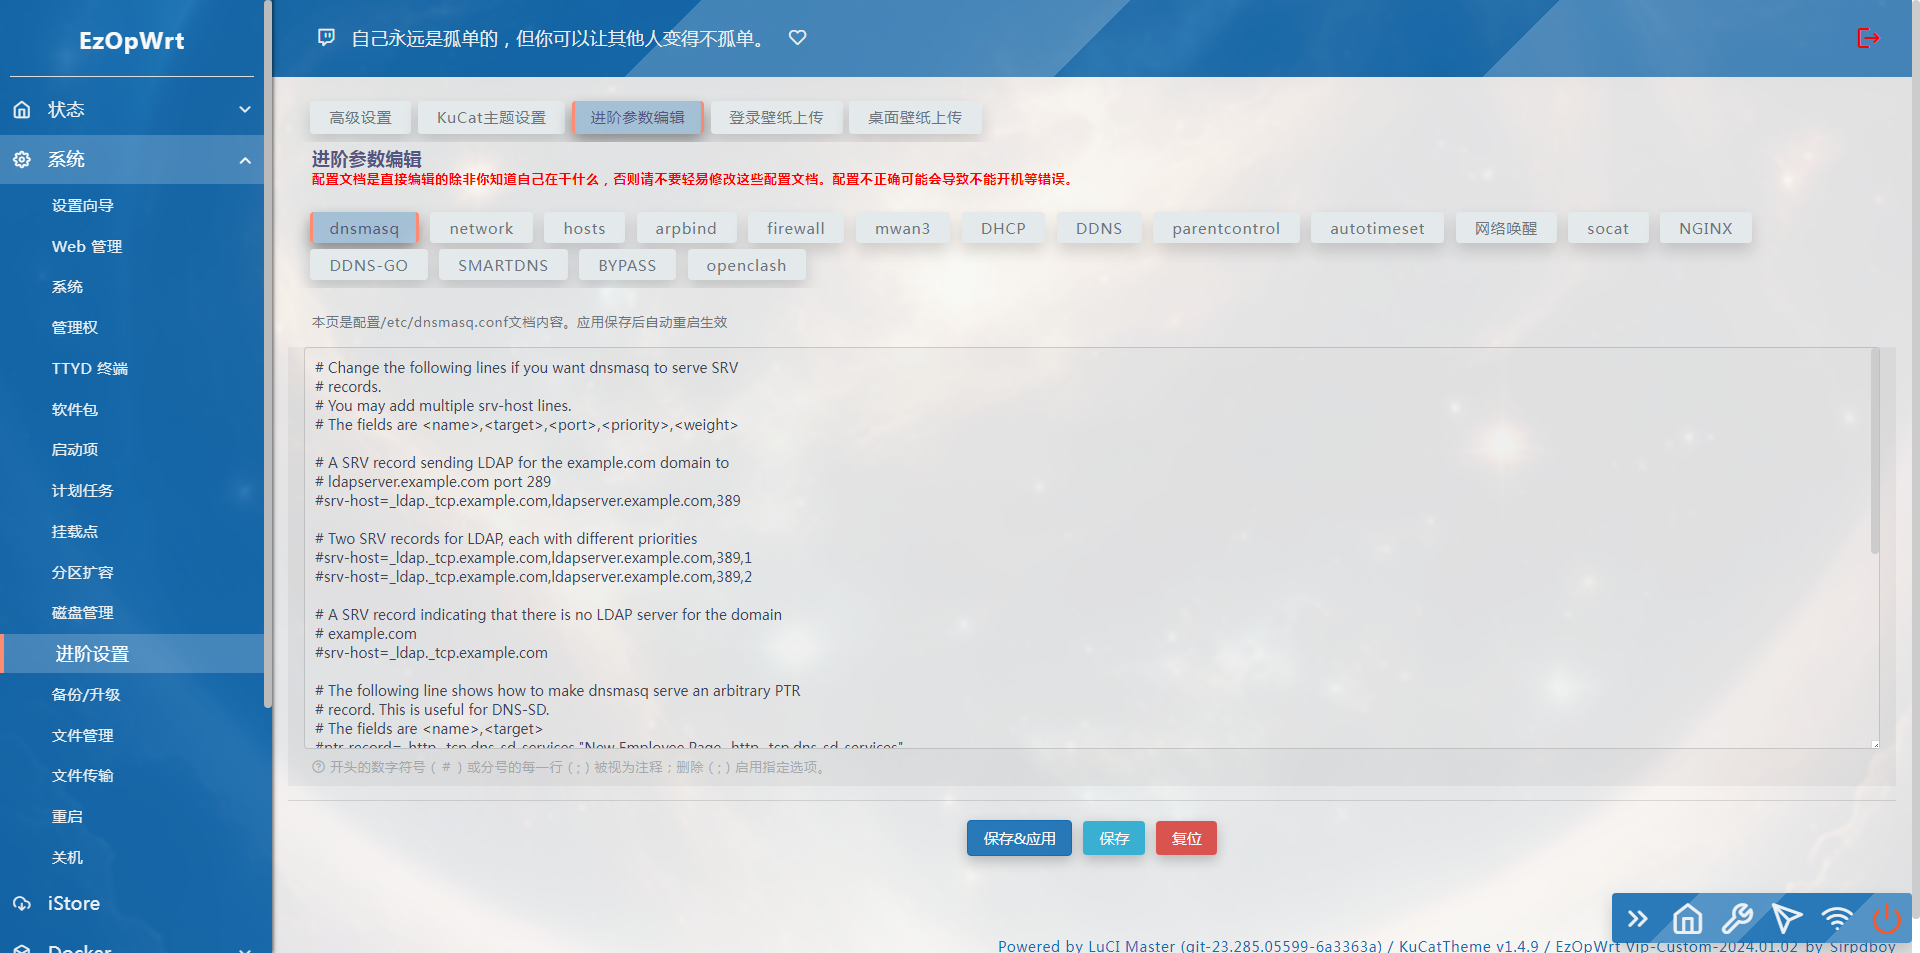 EzOpWrt
自己永远是孤单的，但你可以让其他人变得不孤单。
状态
系统
设置向导
Web 管理
系统
管理权
TTYD 终端
软件包
启动项
计划任务
挂载点
分区扩容
磁盘管理
进阶设置
备份/升级
文件管理
文件传输
重启
关机
iStore
Docker
高级设置 KuCat主题设置 进阶参数编辑 登录壁纸上传 桌面壁纸上传
进阶参数编辑
配置文档是直接编辑的除非你知道自己在干什么，否则请不要轻易修改这些配置文档。配置不正确可能会导致不能开机等错误。
dnsmasq network hosts arpbind firewall mwan3 DHCP DDNS parentcontrol autotimeset 网络唤醒 socat NGINX
DDNS-GO SMARTDNS BYPASS openclash
本页是配置/etc/dnsmasq.conf文档内容。应用保存后自动重启生效
# Change the following lines if you want dnsmasq to serve SRV
# records.
# You may add multiple srv-host lines.
# The fields are <name>,<target>,<port>,<priority>,<weight>
# A SRV record sending LDAP for the example.com domain to
# ldapserver.example.com port 289
#srv-host=_ldap._tcp.example.com,ldapserver.example.com,389
# Two SRV records for LDAP, each with different priorities
#srv-host=_ldap._tcp.example.com,ldapserver.example.com,389,1
#srv-host=_ldap._tcp.example.com,ldapserver.example.com,389,2
# A SRV record indicating that there is no LDAP server for the domain
# example.com
#srv-host=_ldap._tcp.example.com
# The following line shows how to make dnsmasq serve an arbitrary PTR
# record. This is useful for DNS-SD.
# The fields are <name>,<target>
#ptr-record=_http._tcp.dns-sd-services,"New Employee Page._http._tcp.dns-sd-services"
开头的数字符号（ # ）或分号的每一行（ ; ）被视为注释；删除（ ; ）启用指定选项。
保存&应用 保存 复位
Powered by LuCI Master (git-23.285.05599-6a3363a) / KuCatTheme v1.4.9 / EzOpWrt Vip-Custom-2024.01.02 by Sirpdboy